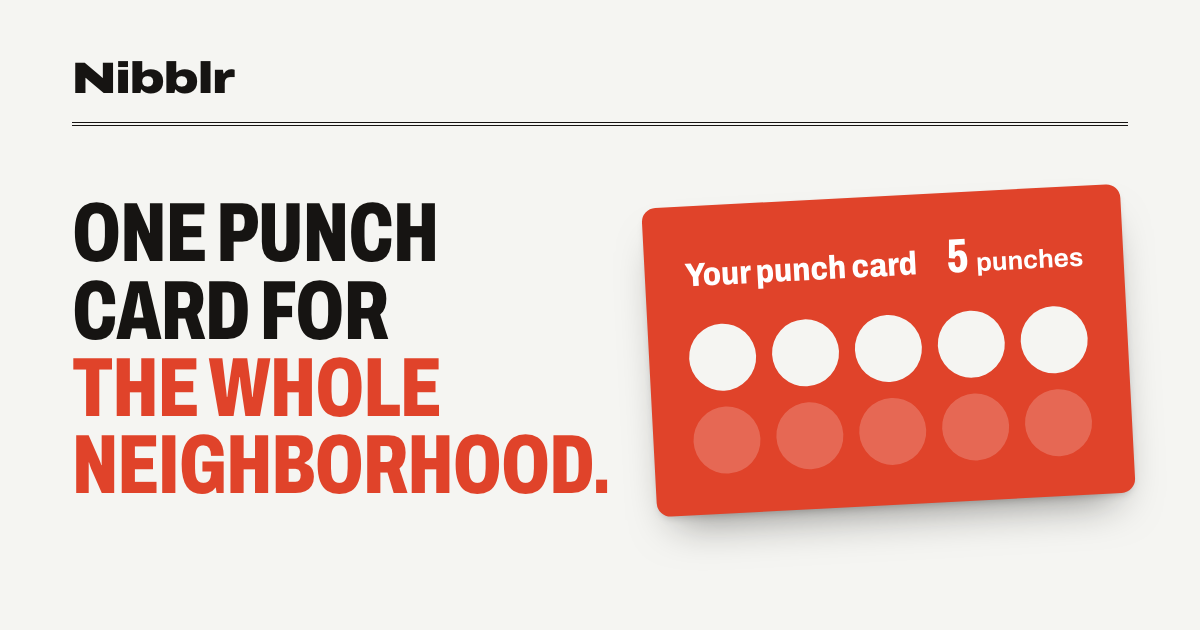 Nibblr
ONE PUNCH
CARD FOR
THE WHOLE
NEIGHBORHOOD.
Your punch card 5 punches